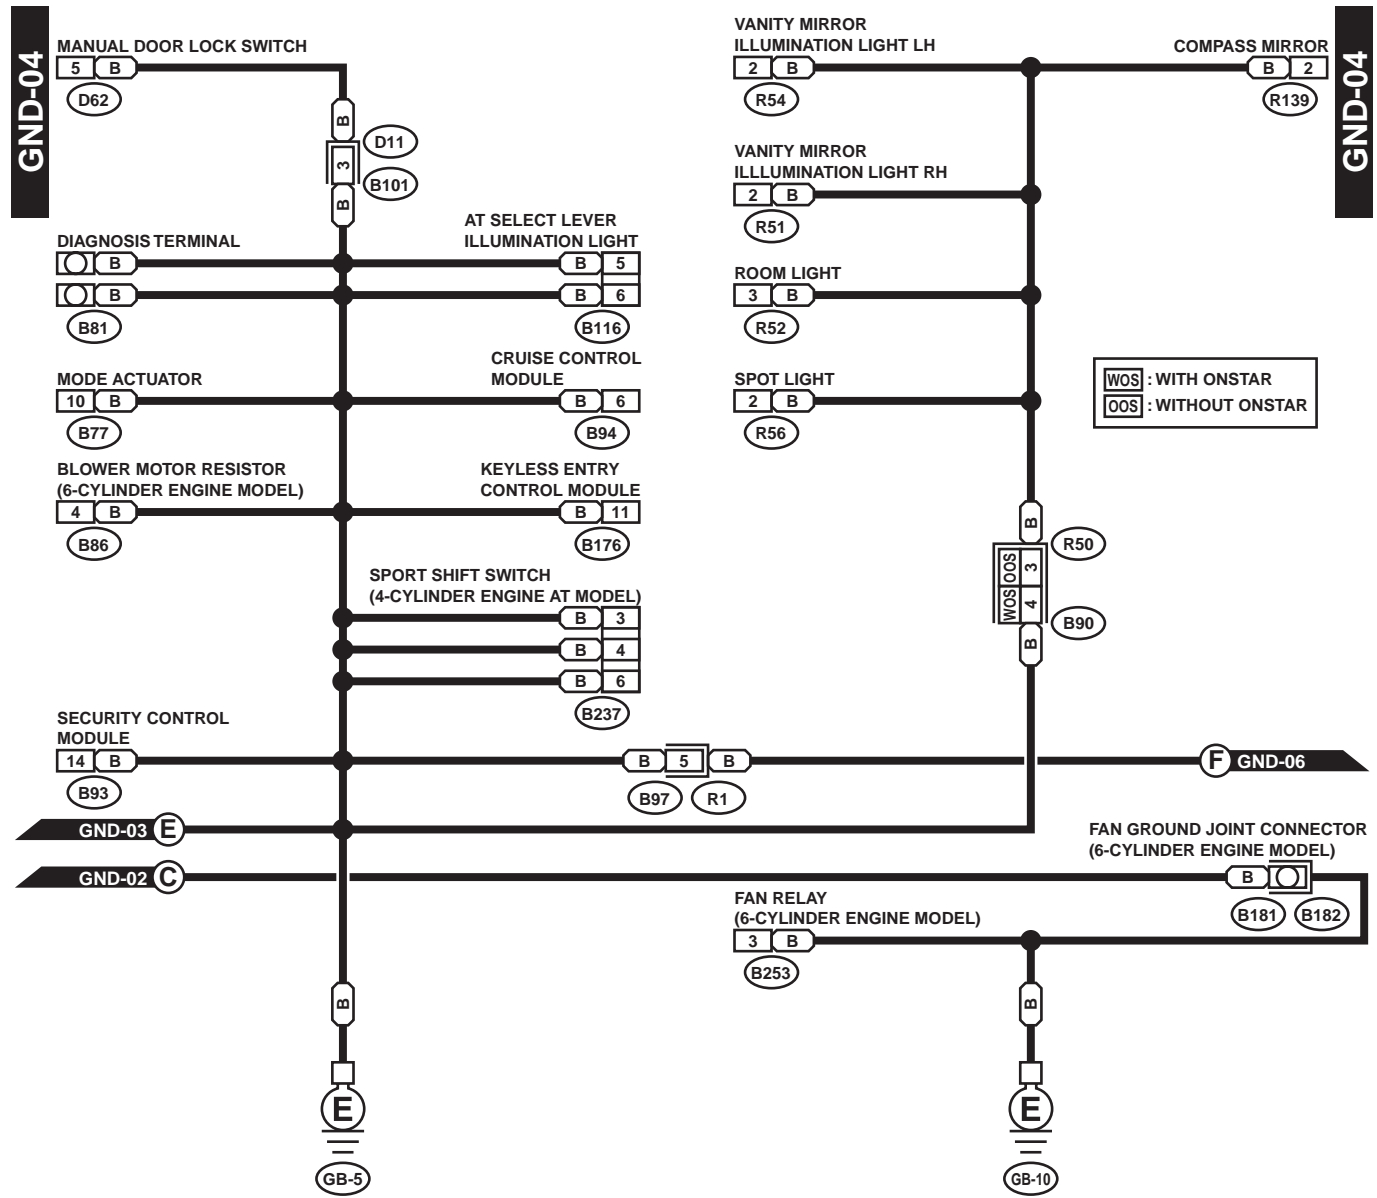 GND-04
GND-04
MANUAL DOOR LOCK SWITCH
5 B
D62
B
D11
3
B101
B
DIAGNOSIS TERMINAL
B
B
B81
AT SELECT LEVER
ILLUMINATION LIGHT
B 5
B 6
B116
MODE ACTUATOR
10 B
B77
CRUISE CONTROL
MODULE
B 6
B94
BLOWER MOTOR RESISTOR
(6-CYLINDER ENGINE MODEL)
4 B
B86
KEYLESS ENTRY
CONTROL MODULE
B 11
B176
SPORT SHIFT SWITCH
(4-CYLINDER ENGINE AT MODEL)
B 3
B 4
B 6
B237
SECURITY CONTROL
MODULE
14 B
B93
B 5 B
B97 R1
F GND-06
GND-03 E
GND-02 C
VANITY MIRROR
ILLUMINATION LIGHT LH
2 B
R54
COMPASS MIRROR
B 2
R139
VANITY MIRROR
ILLLUMINATION LIGHT RH
2 B
R51
ROOM LIGHT
3 B
R52
SPOT LIGHT
2 B
R56
WOS : WITH ONSTAR
OOS : WITHOUT ONSTAR
B
R50
OOS 3
WOS 4
B90
B
FAN GROUND JOINT CONNECTOR
(6-CYLINDER ENGINE MODEL)
B
B181 B182
FAN RELAY
(6-CYLINDER ENGINE MODEL)
3 B
B253
B
E
GB-5
B
E
GB-10